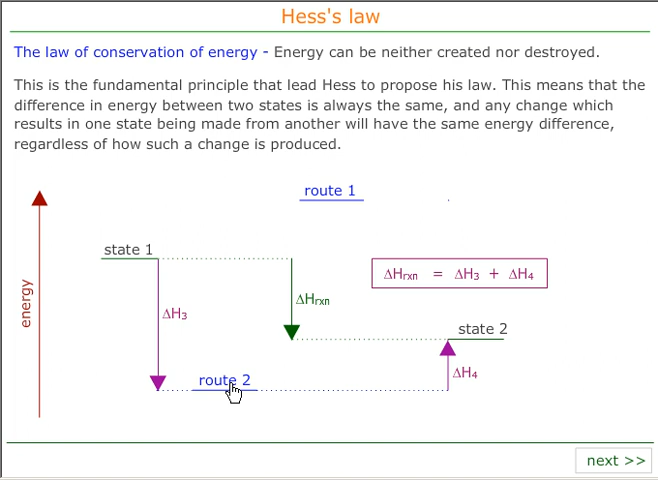 Hess's law
The law of conservation of energy - Energy can be neither created nor destroyed.
This is the fundamental principle that lead Hess to propose his law. This means that the
difference in energy between two states is always the same, and any change which
results in one state being made from another will have the same energy difference,
regardless of how such a change is produced.
route 1
state 1
ΔHrxn = ΔH3 + ΔH4
energy
ΔHrxn
ΔH3
state 2
route 2
ΔH4
next >>